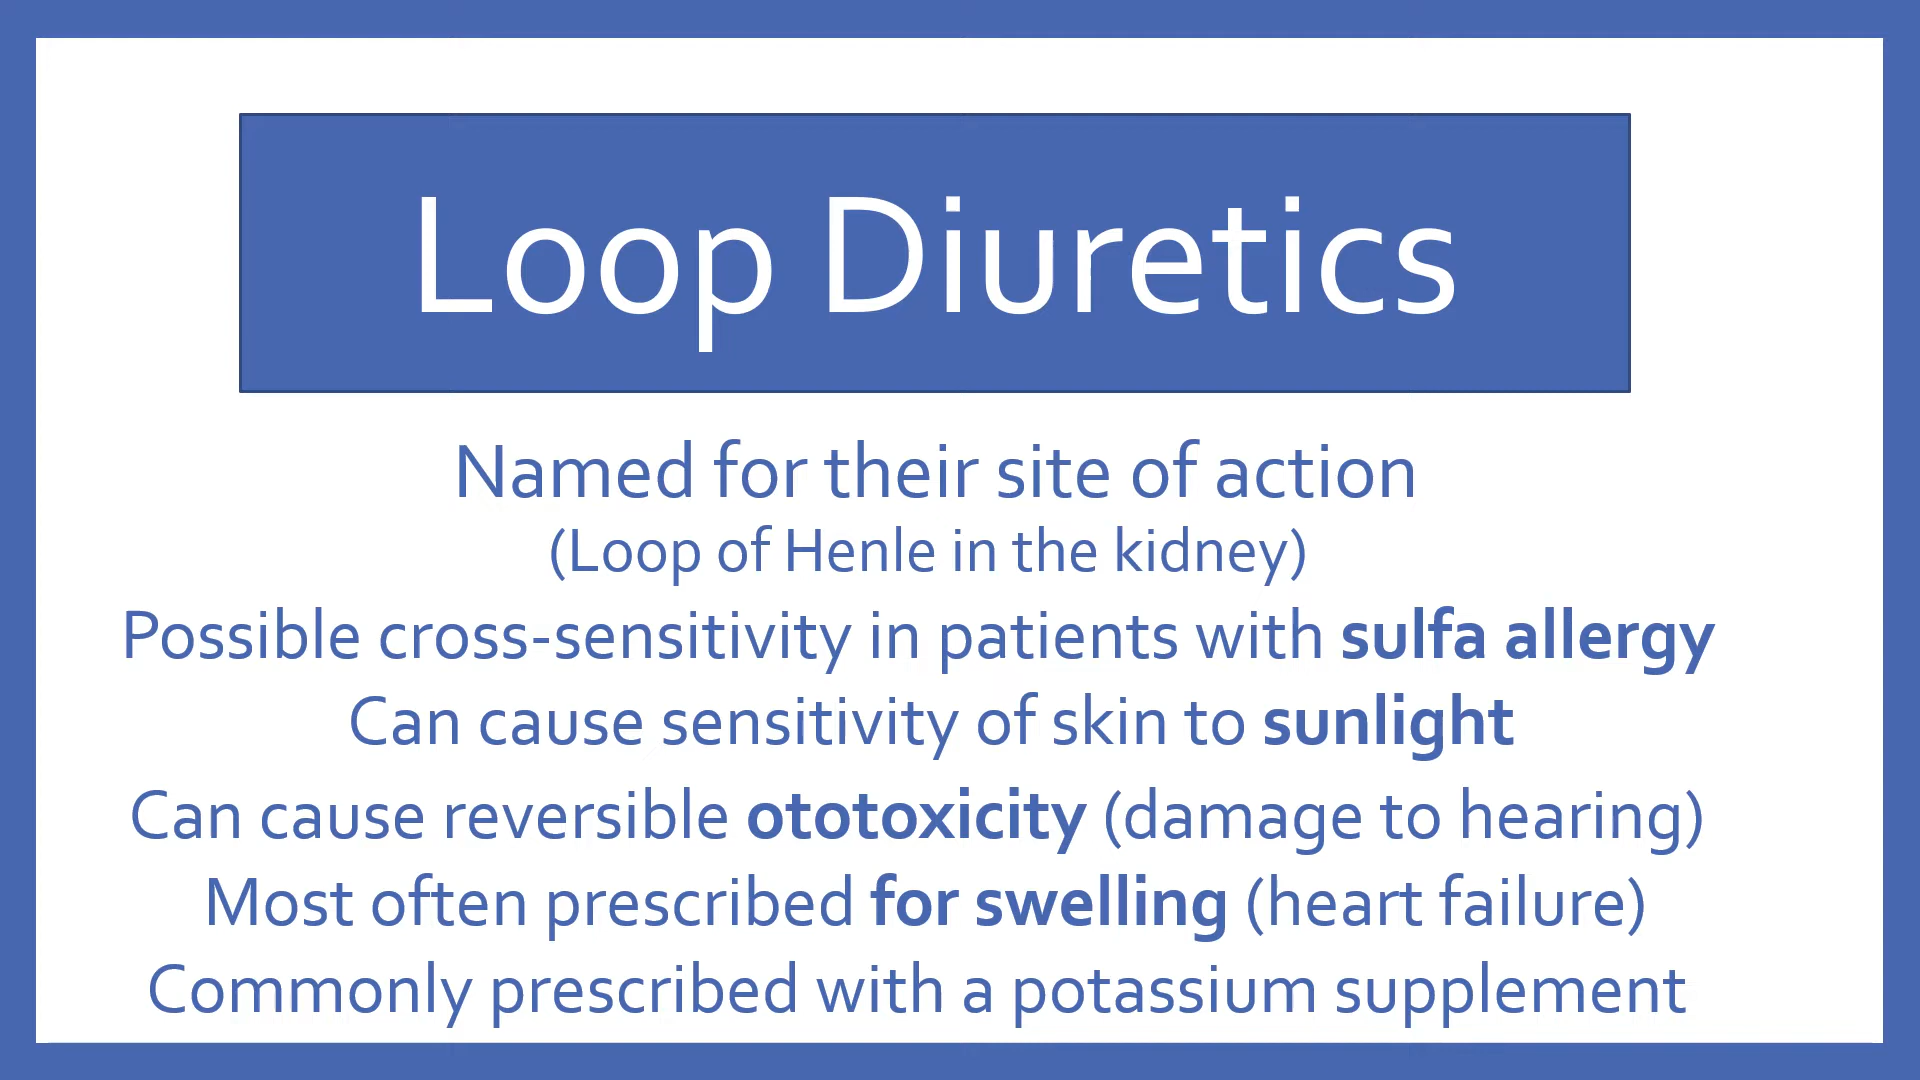 Loop Diuretics
Named for their site of action
(Loop of Henle in the kidney)
Possible cross-sensitivity in patients with sulfa allergy
Can cause sensitivity of skin to sunlight
Can cause reversible ototoxicity (damage to hearing)
Most often prescribed for swelling (heart failure)
Commonly prescribed with a potassium supplement